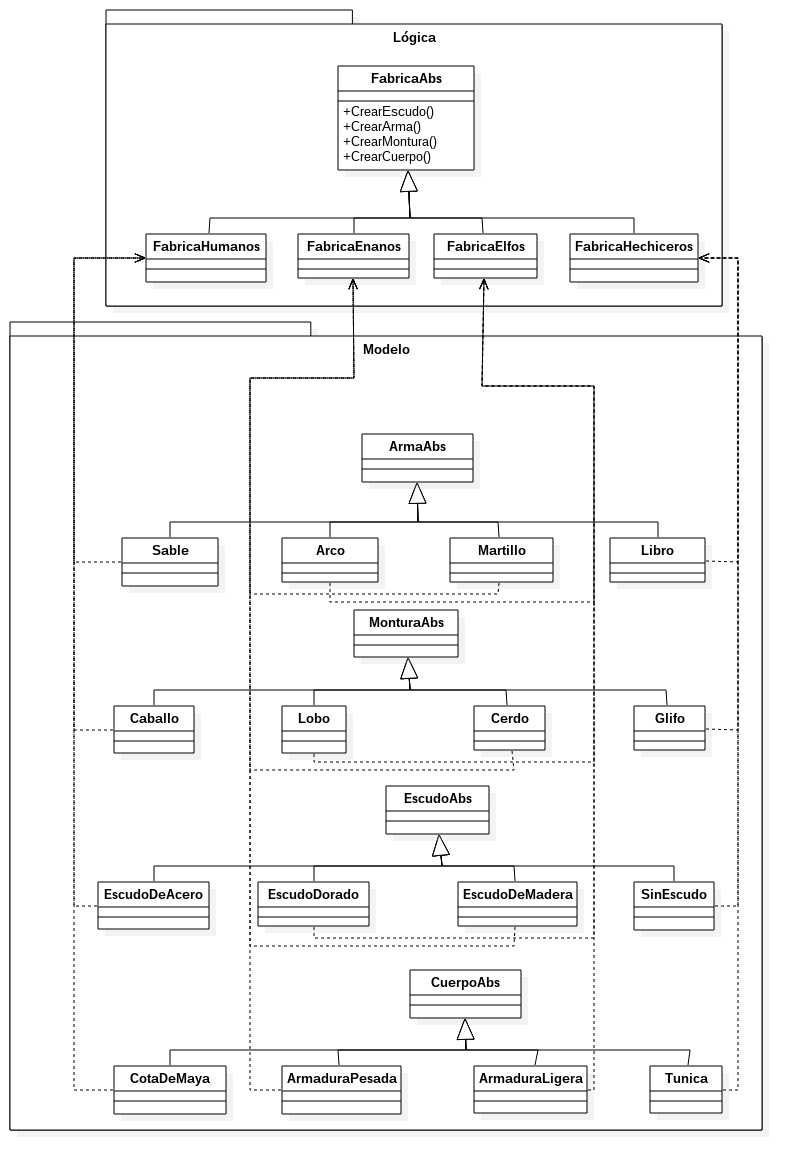 Lógica
FabricaAbs
+CrearEscudo()
+CrearArma()
+CrearMontura()
+CrearCuerpo()
FabricaHumanos
FabricaEnanos
FabricaElfos
FabricaHechiceros
Modelo
ArmaAbs
Sable
Arco
Martillo
Libro
MonturaAbs
Caballo
Lobo
Cerdo
Glifo
EscudoAbs
EscudoDeAcero
EscudoDorado
EscudoDeMadera
SinEscudo
CuerpoAbs
CotaDeMaya
ArmaduraPesada
ArmaduraLigera
Tunica